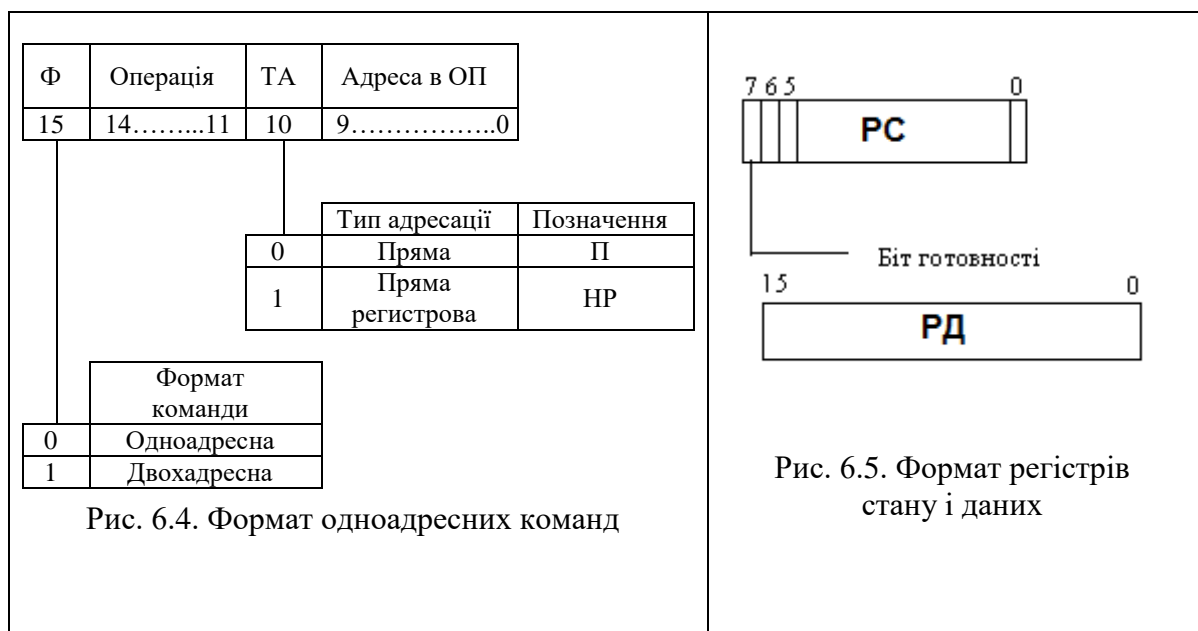 Ф Операція ТА Адреса в ОП
15 14……...11 10 9……………..0
Тип адресації Позначення
0 Пряма П
1 Пряма регистрова НР
Формат команди
0 Одноадресна
1 Двохадресна
Рис. 6.4. Формат одноадресних команд
7 6 5 0
РС
Біт готовності
15 0
РД
Рис. 6.5. Формат регістрів
стану і даних